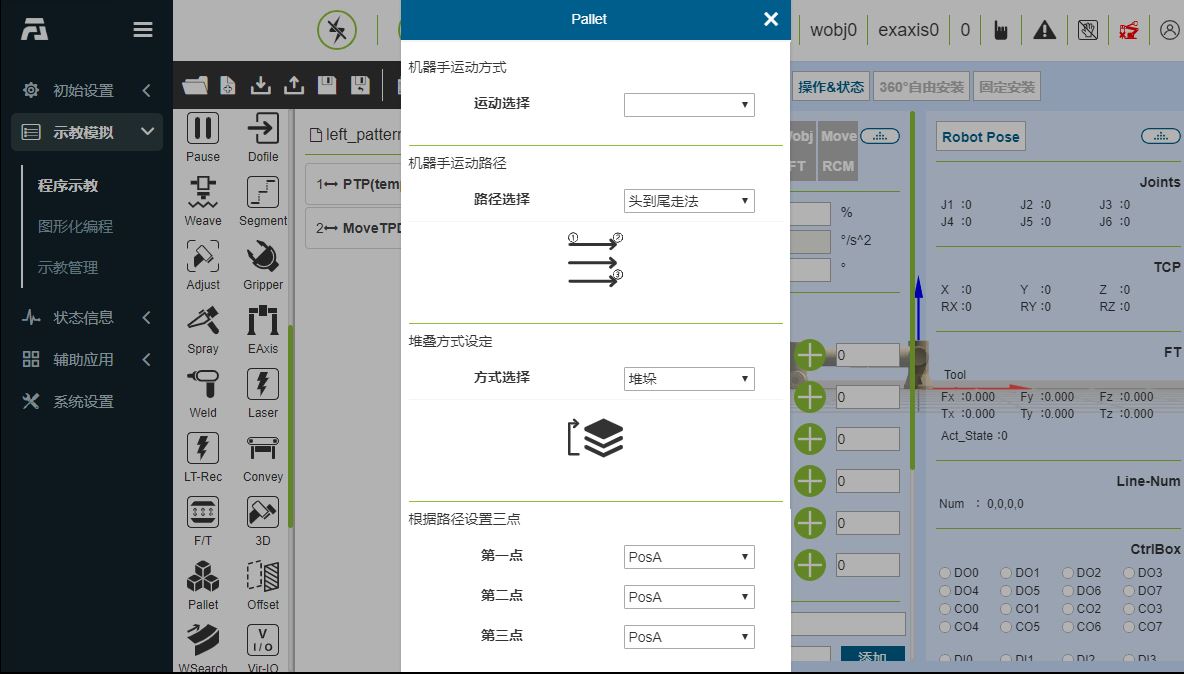 Pallet
wobj0
exaxis0
0
初始设置
示教模拟
程序示教
图形化编程
示教管理
状态信息
辅助应用
系统设置
Pause
Dofile
Weave
Segment
Adjust
Gripper
Spray
EAxis
Weld
Laser
LT-Rec
Convey
F/T
3D
Pallet
Offset
WSearch
Vir-IO
left_pattern
1 PTP(temp
2 MoveTPD
机器手运动方式
运动选择
机器手运动路径
路径选择
头到尾走法
① ②
③
堆叠方式设定
方式选择
堆垛
根据路径设置三点
第一点
PosA
第二点
PosA
第三点
PosA
操作&状态
360°自由安装
固定安装
obj
Move
FT
RCM
%
°/s^2
°
0
0
0
0
0
0
添加
Robot Pose
Joints
J1 :0 J2 :0 J3 :0
J4 :0 J5 :0 J6 :0
TCP
X :0 Y :0 Z :0
RX :0 RY :0 RZ :0
FT
Tool
Fx :0.000 Fy :0.000 Fz :0.000
Tx :0.000 Ty :0.000 Tz :0.000
Act_State :0
Line-Num
Num : 0,0,0,0
CtrlBox
DO0 DO1 DO2 DO3
DO4 DO5 DO6 DO7
CO0 CO1 CO2 CO3
CO4 CO5 CO6 CO7
DI0 DI1 DI2 DI3